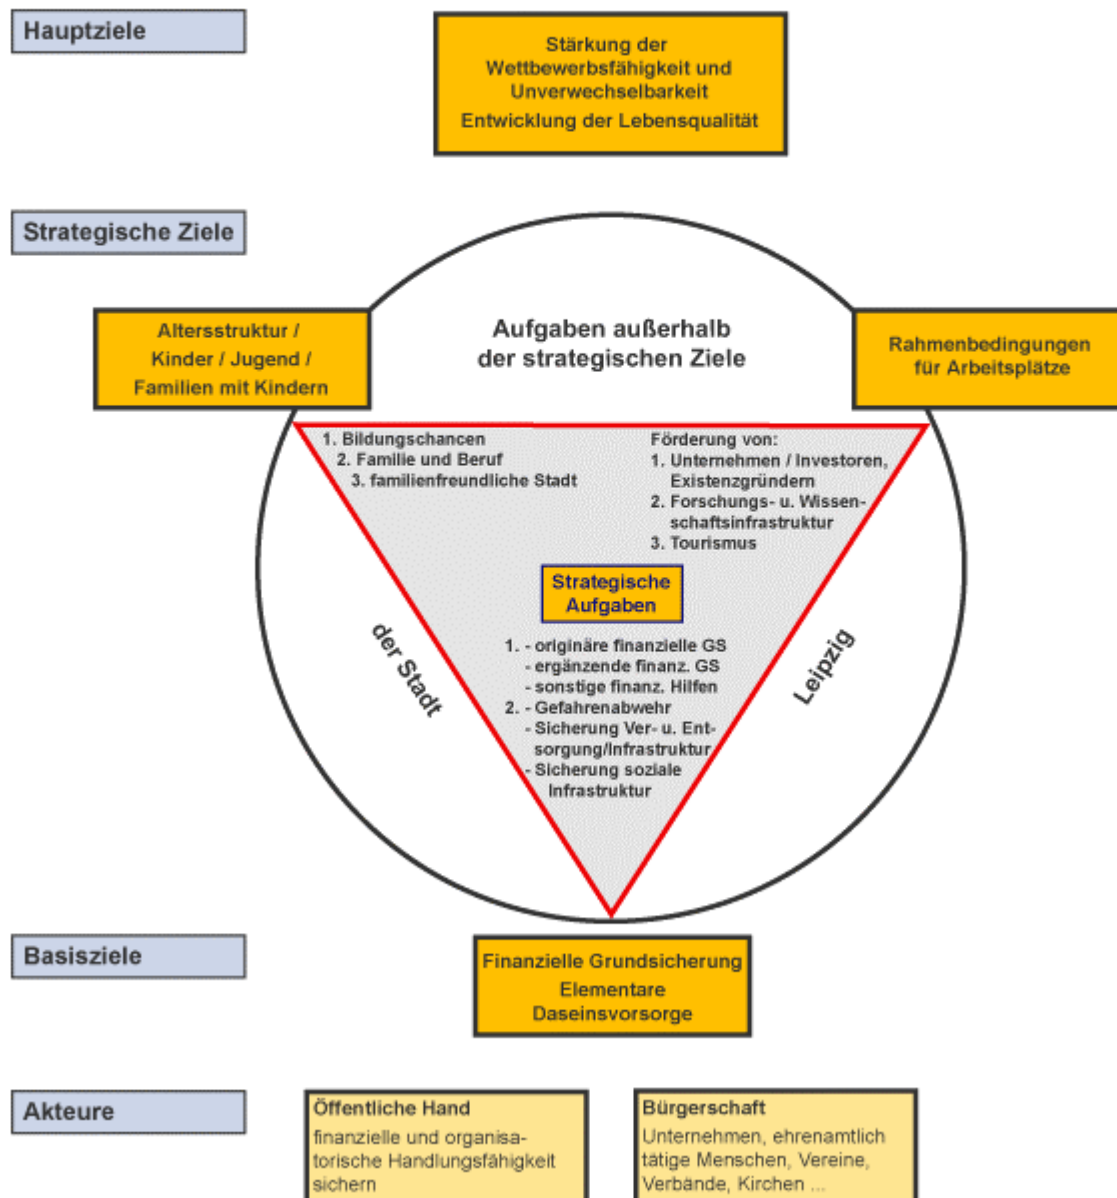 Hauptziele
Stärkung der
Wettbewerbsfähigkeit und
Unverwechselbarkeit
Entwicklung der Lebensqualität
Strategische Ziele
Altersstruktur /
Kinder / Jugend /
Familien mit Kindern
Aufgaben außerhalb
der strategischen Ziele
Rahmenbedingungen
für Arbeitsplätze
1. Bildungschancen
2. Familie und Beruf
3. familienfreundliche Stadt
Förderung von:
1. Unternehmen / Investoren,
Existenzgründern
2. Forschungs- u. Wissen-
schaftsinfrastruktur
3. Tourismus
Strategische
Aufgaben
der Stadt
Leipzig
1. - originäre finanzielle GS
- ergänzende finanz. GS
- sonstige finanz. Hilfen
2. - Gefahrenabwehr
- Sicherung Ver- u. Ent-
sorgung/Infrastruktur
- Sicherung soziale
Infrastruktur
Basisziele
Finanzielle Grundsicherung
Elementare
Daseinsvorsorge
Akteure
Öffentliche Hand
finanzielle und organisa-
torische Handlungsfähigkeit
sichern
Bürgerschaft
Unternehmen, ehrenamtlich
tätige Menschen, Vereine,
Verbände, Kirchen ...